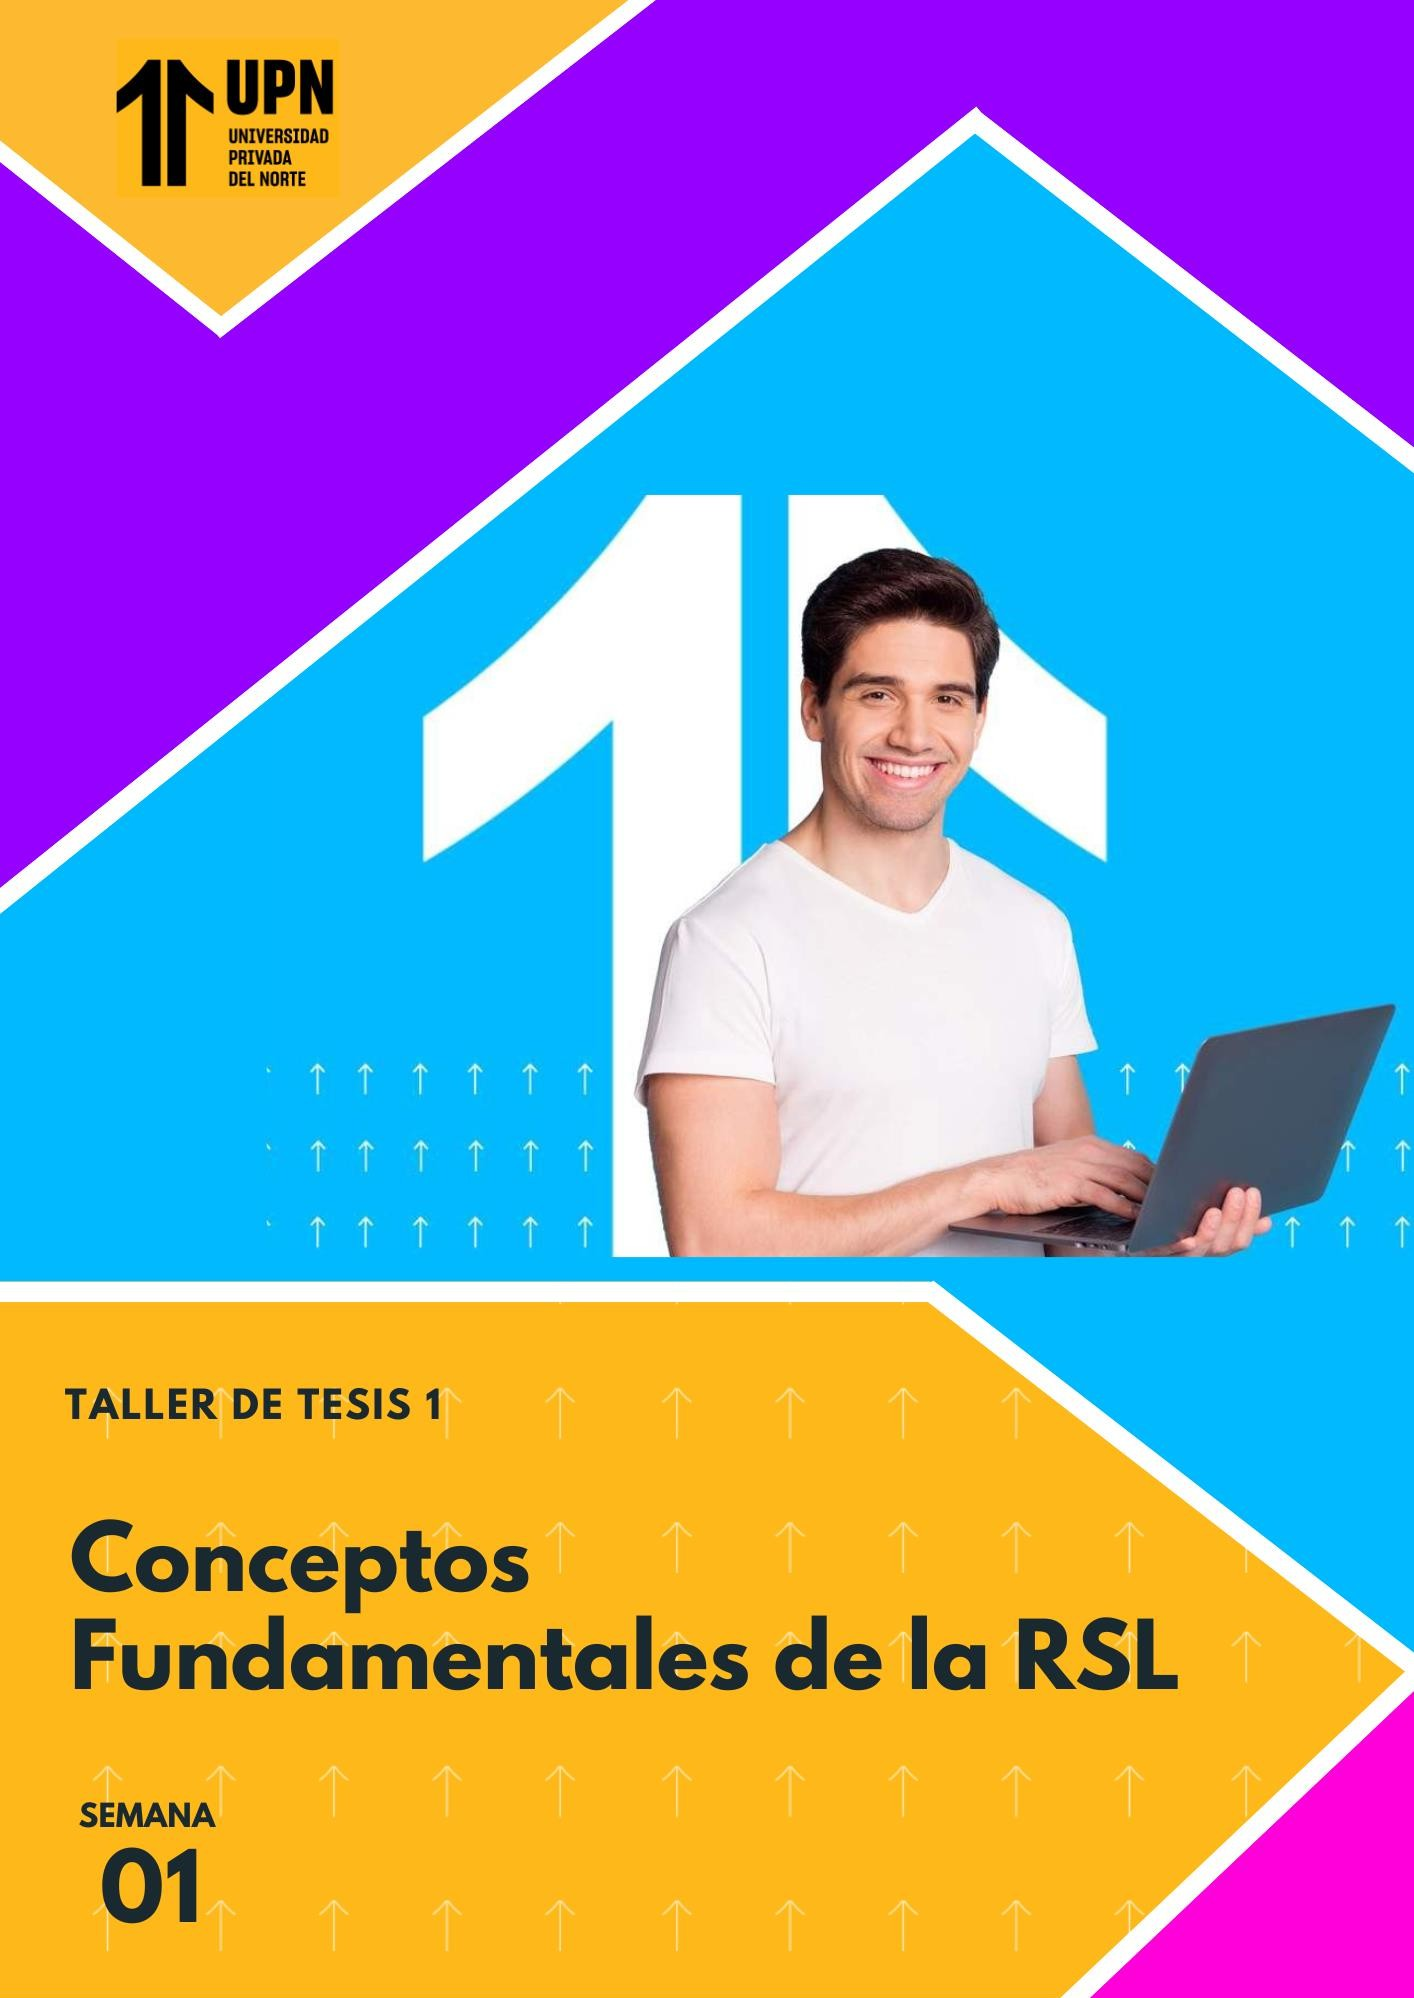 UPN
UNIVERSIDAD
PRIVADA
DEL NORTE
TALLER DE TESIS 1
Conceptos
Fundamentales de la RSL
SEMANA
01